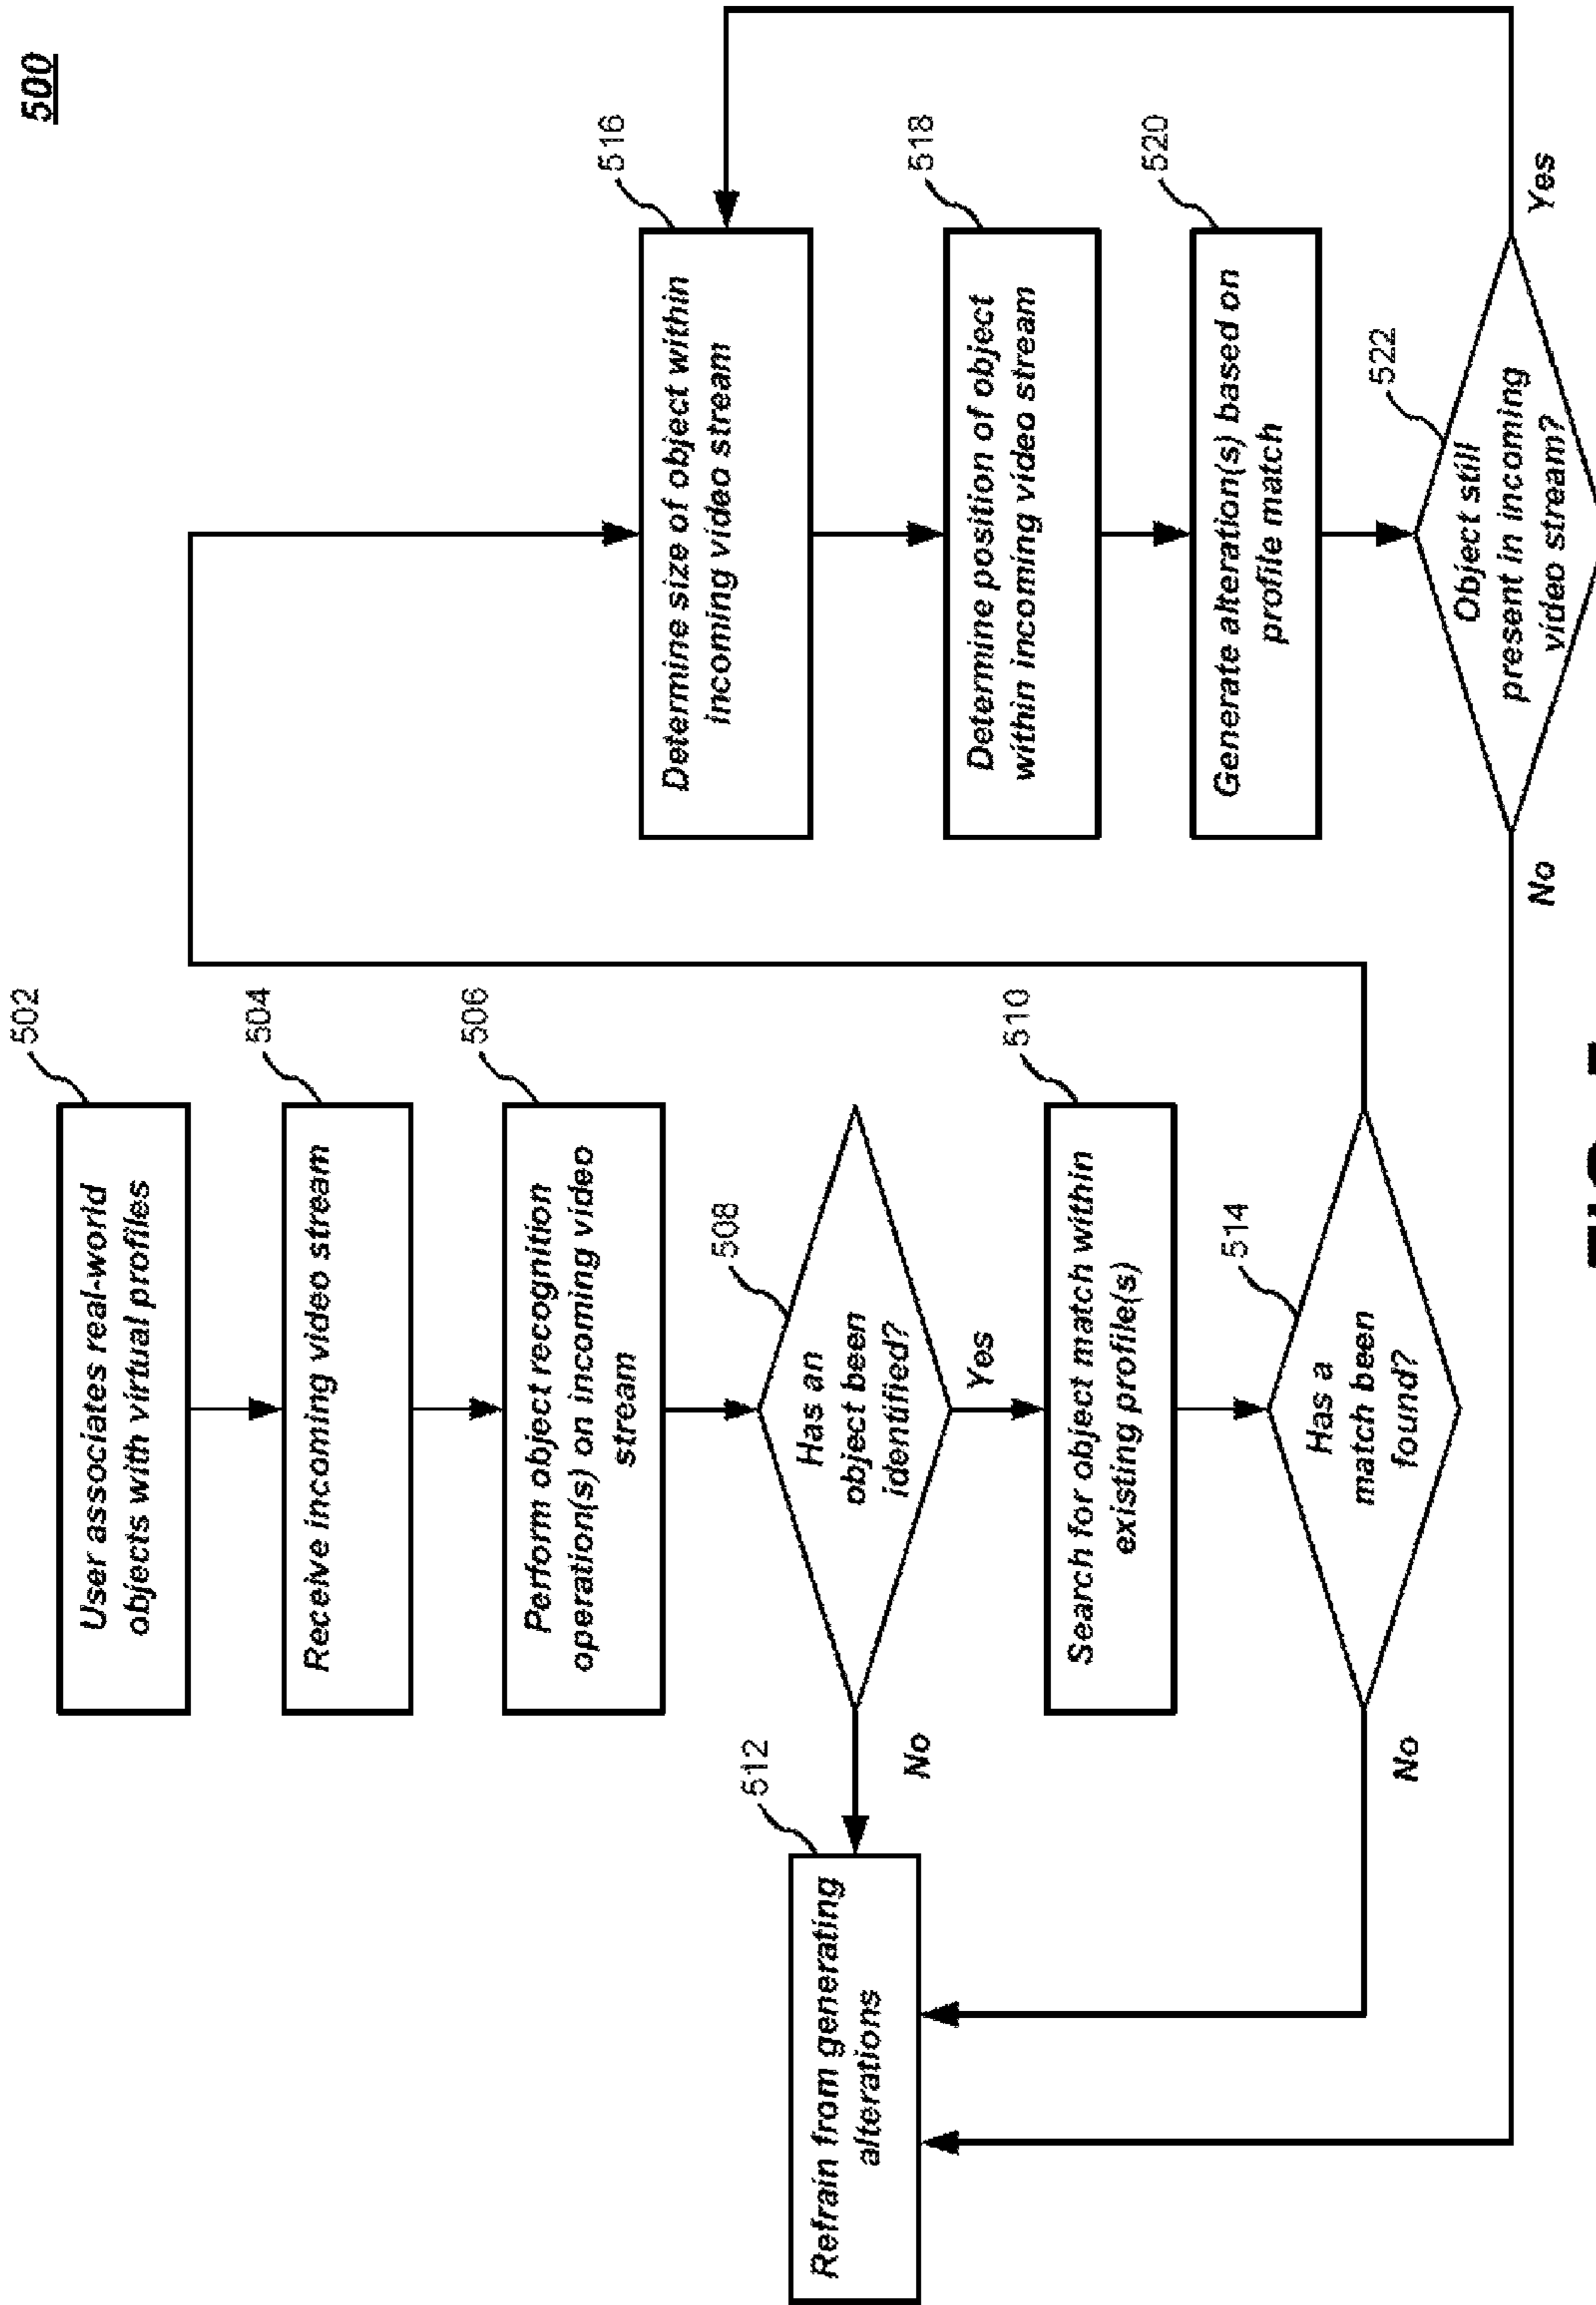 500
502
User associates real-world
objects with virtual profiles
504
Receive incoming video stream
506
Perform object recognition
operation(s) on incoming video
stream
508
Has an
object been
identified?
Yes
No
510
Search for object match within
existing profile(s)
512
Refrain from generating
alterations
514
Has a
match been
found?
No
516
Determine size of object within
incoming video stream
518
Determine position of object
within incoming video stream
520
Generate alteration(s) based on
profile match
522
Object still
present in incoming
video stream?
Yes
No